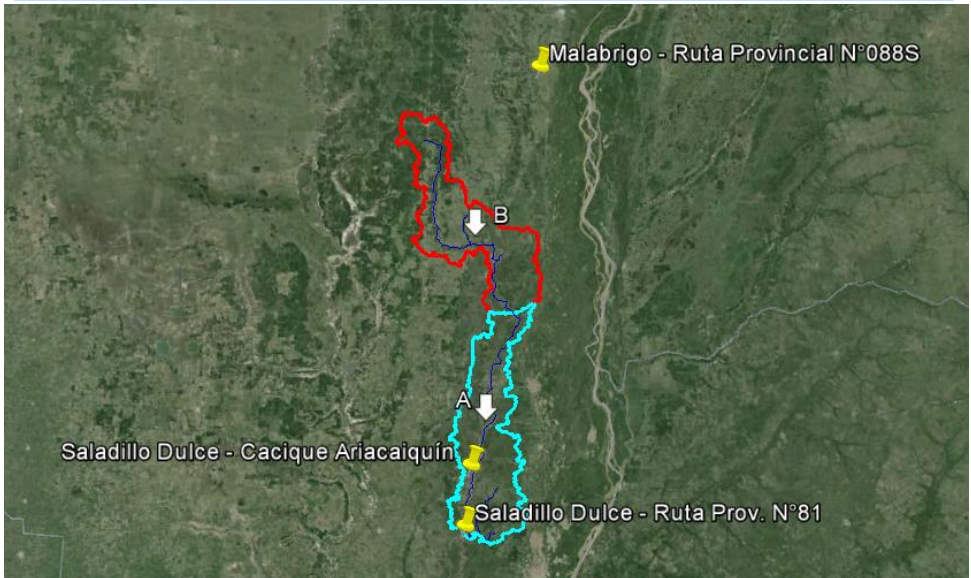 Malabrigo - Ruta Provincial N°088S
B
A
Saladillo Dulce - Cacique Ariacaiquín
Saladillo Dulce - Ruta Prov. N°81